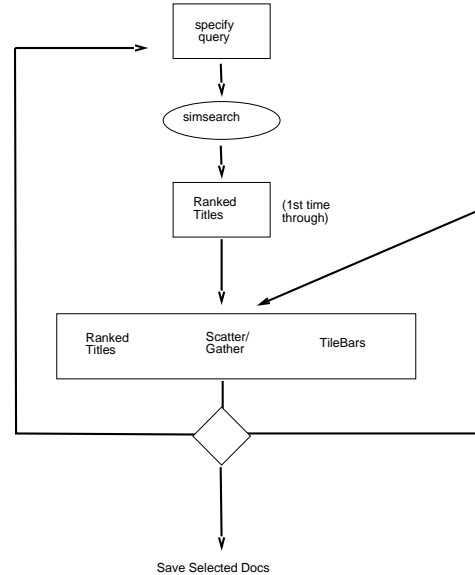 specify
query
simsearch
Ranked
Titles
(1st time
through)
Ranked
Titles
Scatter/
Gather
TileBars
Save Selected Docs